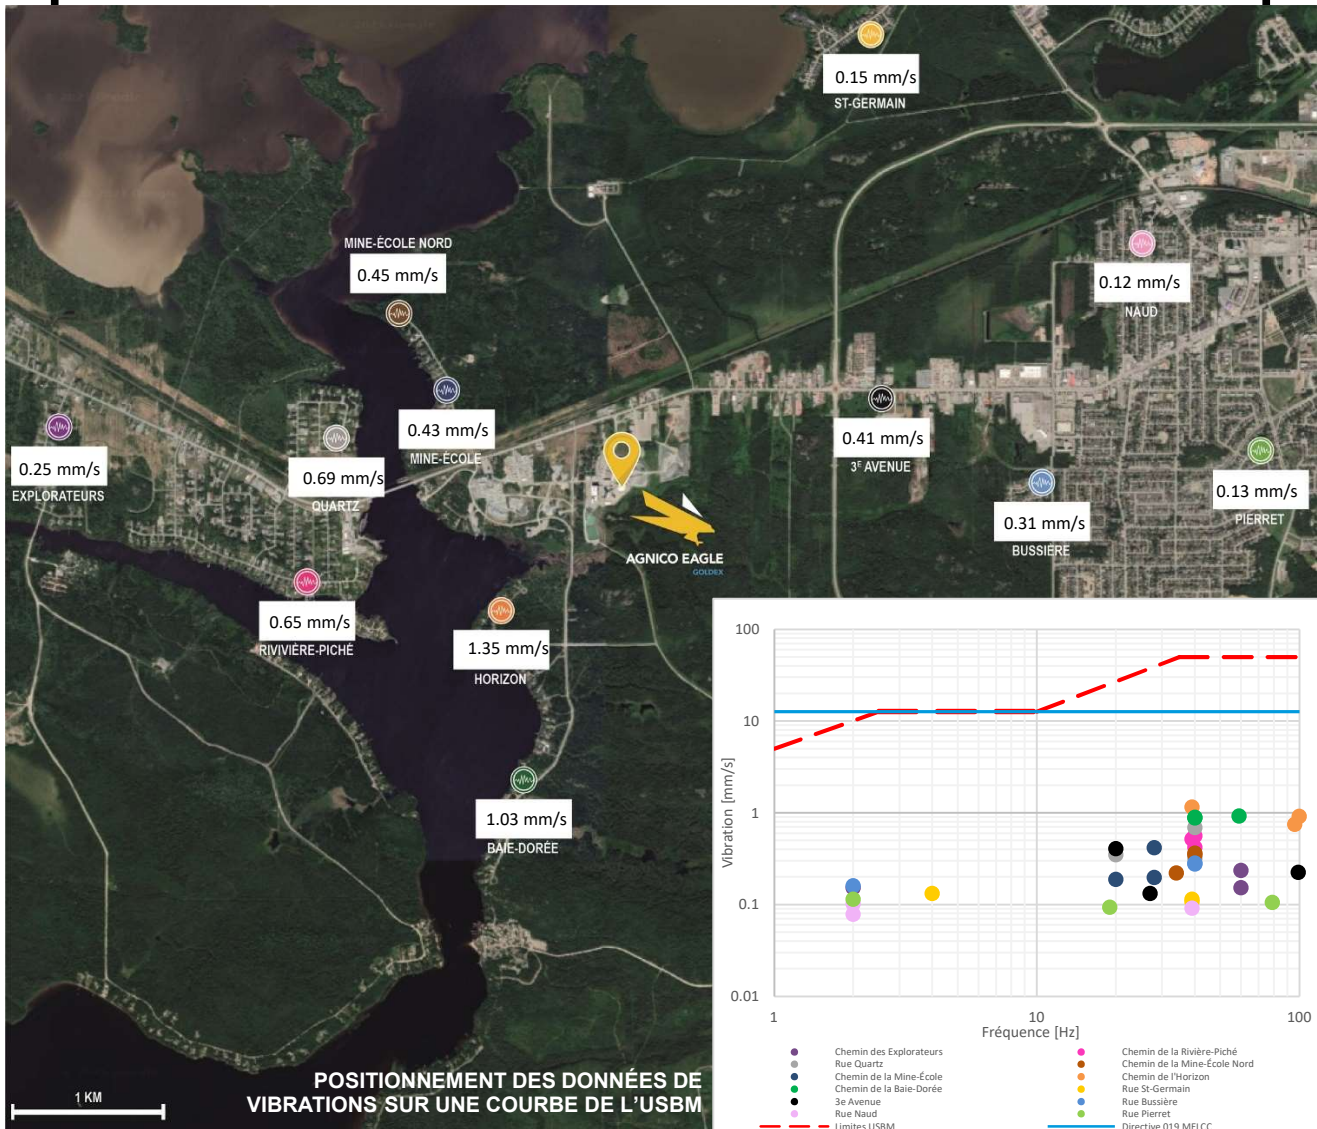 0.15 mm/s
ST-GERMAIN
MINE-ÉCOLE NORD
0.45 mm/s
0.12 mm/s
NAUD
0.25 mm/s
EXPLORATEURS
0.69 mm/s
QUARTZ
0.43 mm/s
MINE-ÉCOLE
0.41 mm/s
3E AVENUE
0.31 mm/s
BUSSIÈRE
0.13 mm/s
PIERRET
AGNICO EAGLE
GOLDEX
0.65 mm/s
RIVIVIÈRE-PICHÉ
1.35 mm/s
HORIZON
1.03 mm/s
BAIE-DORÉE
1 KM
POSITIONNEMENT DES DONNÉES DE
VIBRATIONS SUR UNE COURBE DE L'USBM
100
10
1
0.1
0.01
Vibration [mm/s]
1
10
100
Fréquence [Hz]
Chemin des Explorateurs
Chemin de la Rivière-Piché
Rue Quartz
Chemin de la Mine-École Nord
Chemin de la Mine-École
Chemin de l'Horizon
Chemin de la Baie-Dorée
Rue St-Germain
3e Avenue
Rue Bussière
Rue Naud
Rue Pierret
Limites USBM
Directive 019 MELCC